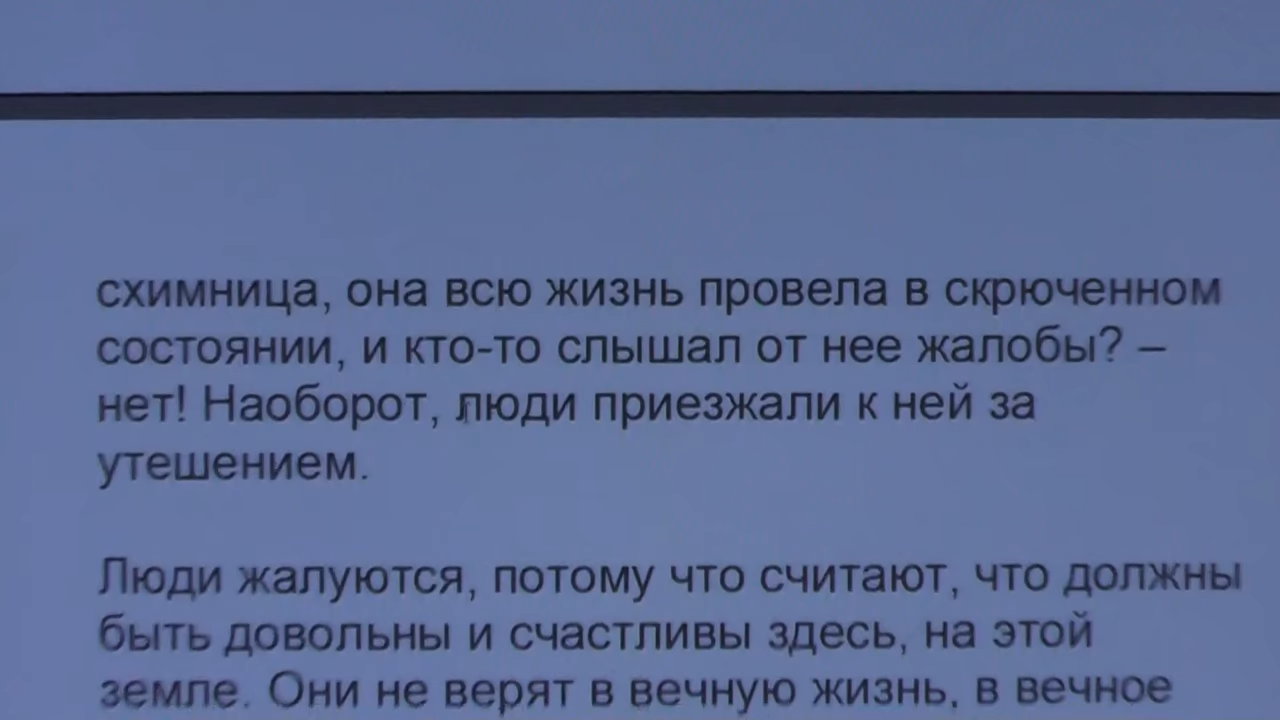 схимница, она всю жизнь провела в скрюченном
состоянии, и кто-то слышал от нее жалобы? –
нет! Наоборот, люди приезжали к ней за
утешением.
Люди жалуются, потому что считают, что должны
быть довольны и счастливы здесь, на этой
земле. Они не верят в вечную жизнь, в вечное